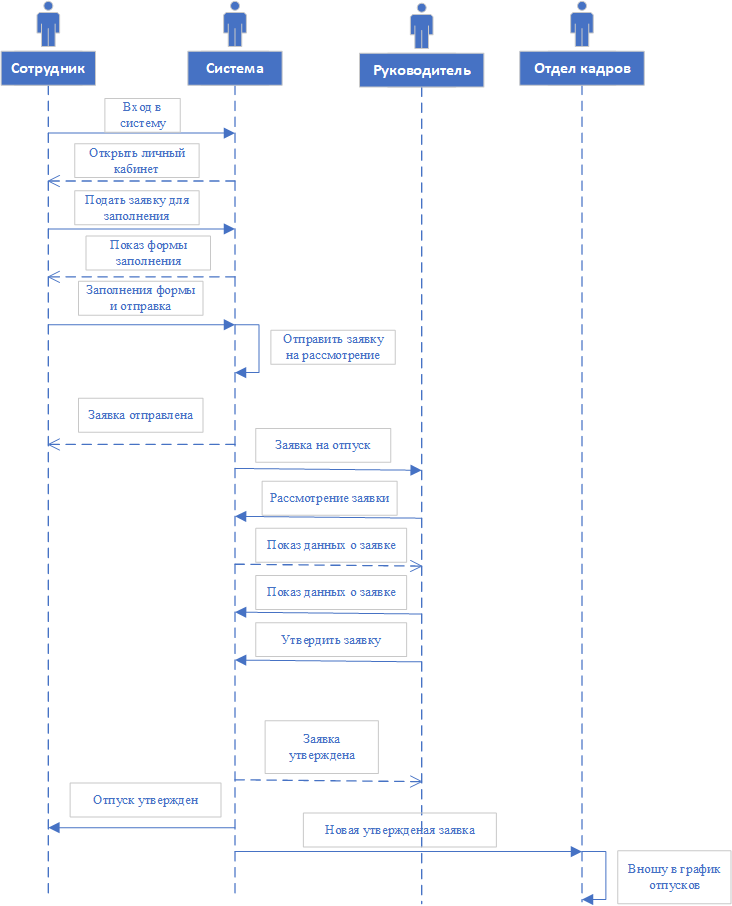 Сотрудник
Система
Руководитель
Отдел кадров
Вход в
систему
Открыть личный
кабинет
Подать заявку для
заполнения
Показ формы
заполнения
Заполнения формы
и отправка
Отправить заявку
на рассмотрение
Заявка отправлена
Заявка на отпуск
Рассмотрение заявки
Показ данных о заявке
Показ данных о заявке
Утвердить заявку
Заявка
утверждена
Отпуск утвержден
Новая утвержденая заявка
Вношу в график
отпусков